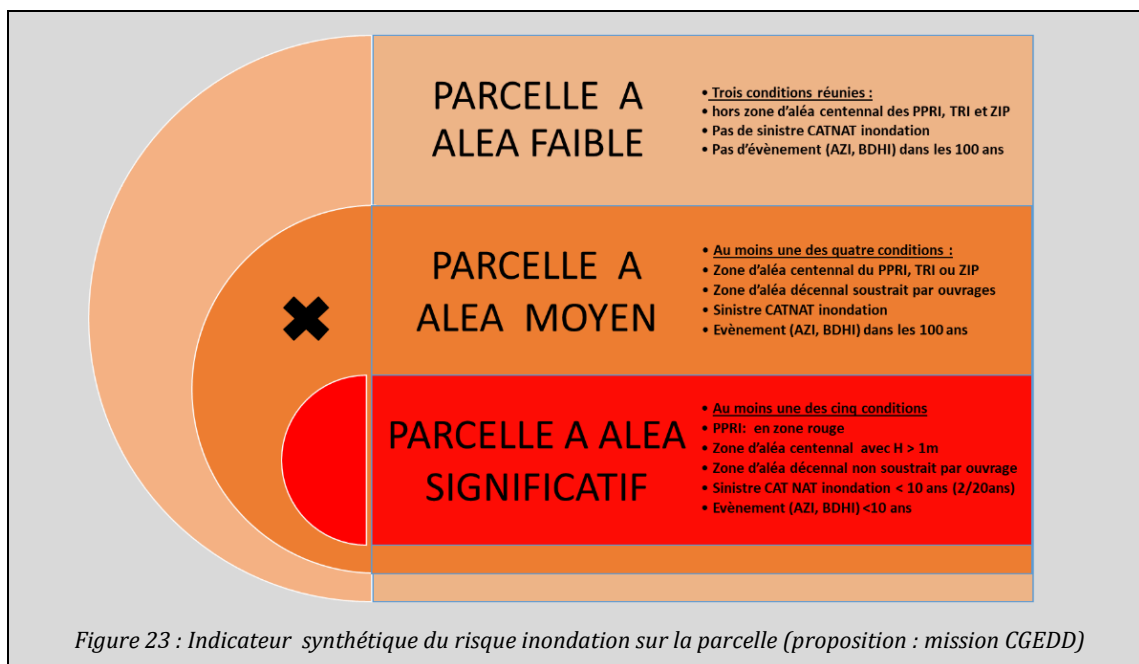 PARCELLE A
ALEA FAIBLE
• Trois conditions réunies :
• hors zone d'aléa centennal des PPRI, TRI et ZIP
• Pas de sinistre CATNAT inondation
• Pas d'évènement (AZI, BDHI) dans les 100 ans
PARCELLE A
ALEA MOYEN
• Au moins une des quatre conditions :
• Zone d'aléa centennal du PPRI, TRI ou ZIP
• Zone d'aléa décennal soustrait par ouvrages
• Sinistre CATNAT inondation
• Evènement (AZI, BDHI) dans les 100 ans
PARCELLE A ALEA
SIGNIFICATIF
• Au moins une des cinq conditions
• PPRI: en zone rouge
• Zone d'aléa centennal avec H > 1m
• Zone d'aléa décennal non soustrait par ouvrage
• Sinistre CAT NAT inondation < 10 ans (2/20ans)
• Evènement (AZI, BDHI) <10 ans
Figure 23 : Indicateur synthétique du risque inondation sur la parcelle (proposition : mission CGEDD)